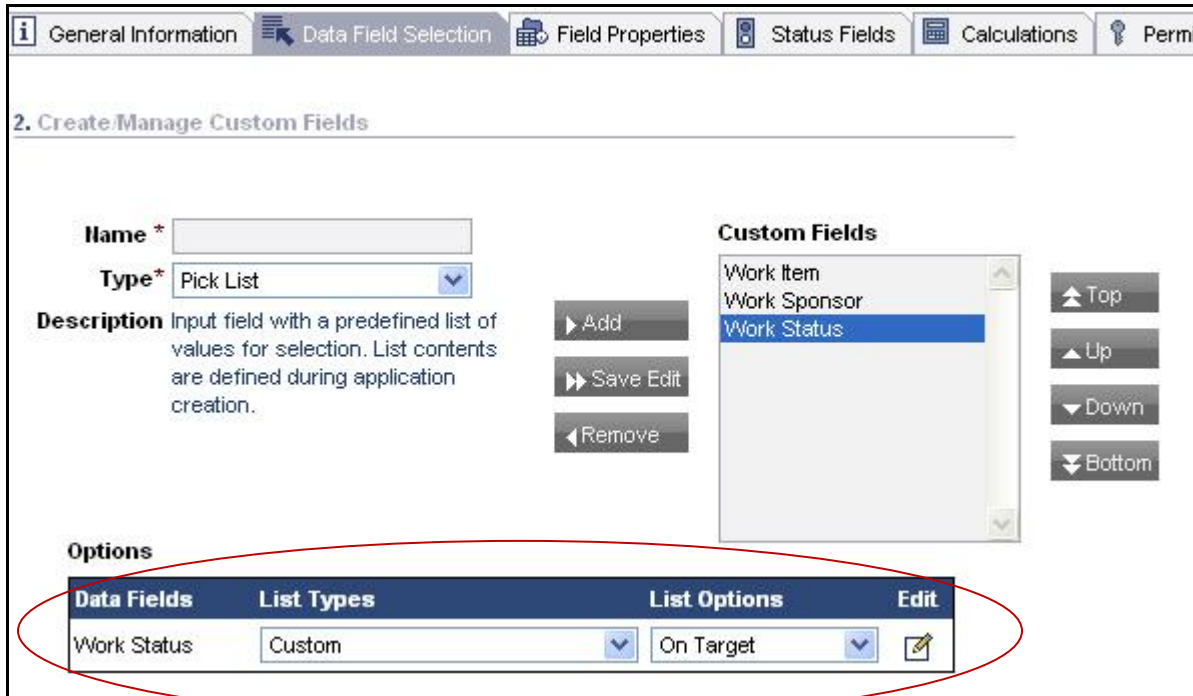 General Information Data Field Selection Field Properties Status Fields Calculations Perm
2. Create/Manage Custom Fields
Name *
Type* Pick List
Description Input field with a predefined list of
values for selection. List contents
are defined during application
creation.
Add
Save Edit
Remove
Custom Fields
Work Item
Work Sponsor
Work Status
Top
Up
Down
Bottom
Options
Data Fields List Types List Options Edit
Work Status Custom On Target